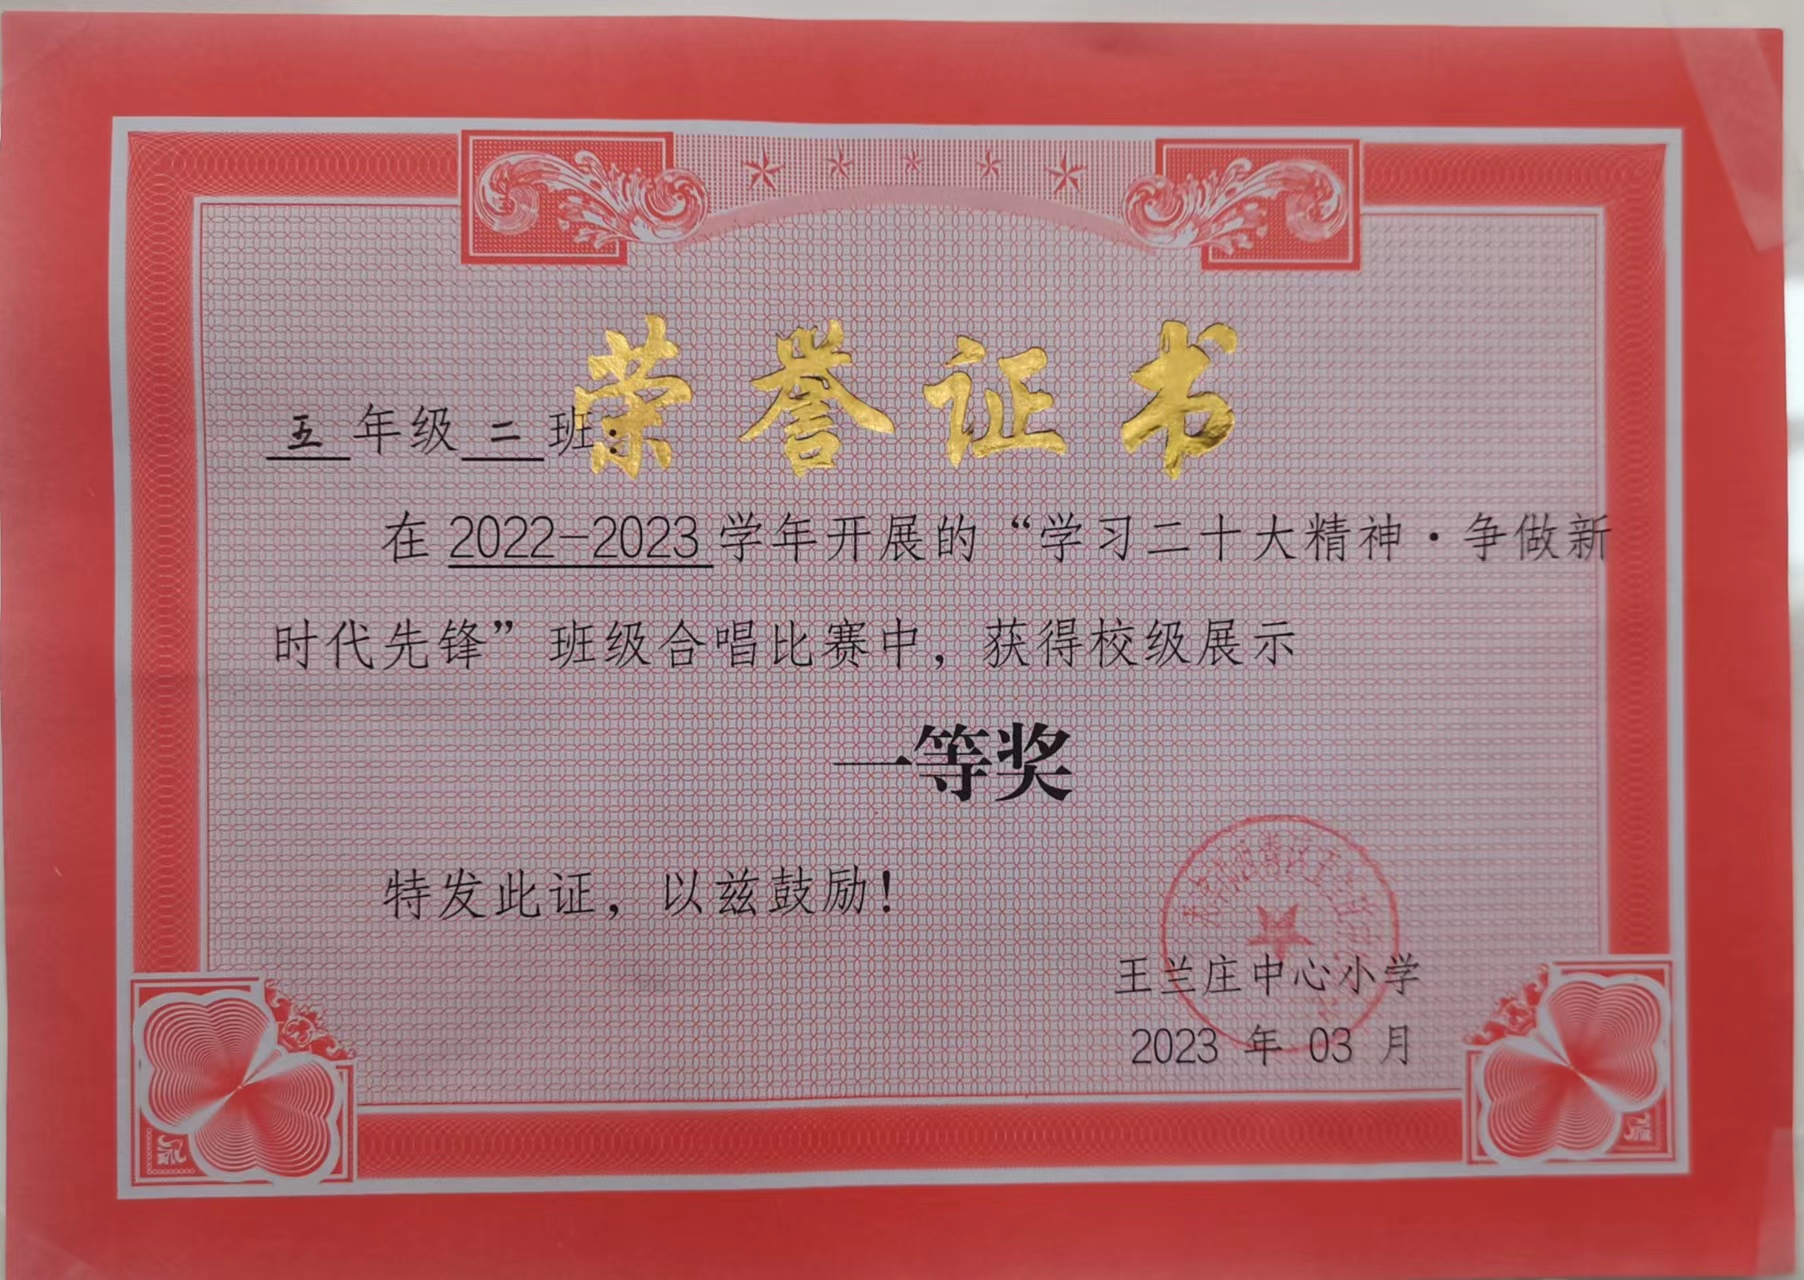 荣誉证书
五年级二班：
在 2022-2023 学年开展的“学习二十大精神·争做新
时代先锋”班级合唱比赛中，获得校级展示
一等奖
特发此证，以兹鼓励！
王兰庄中心小学
2023 年 03 月